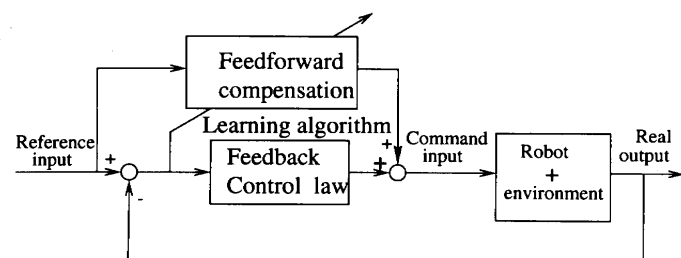 Feedforward
compensation
Learning algorithm
Reference
input
+
-
Feedback
Control law
+
+
Command
input
Robot
+
environment
Real
output